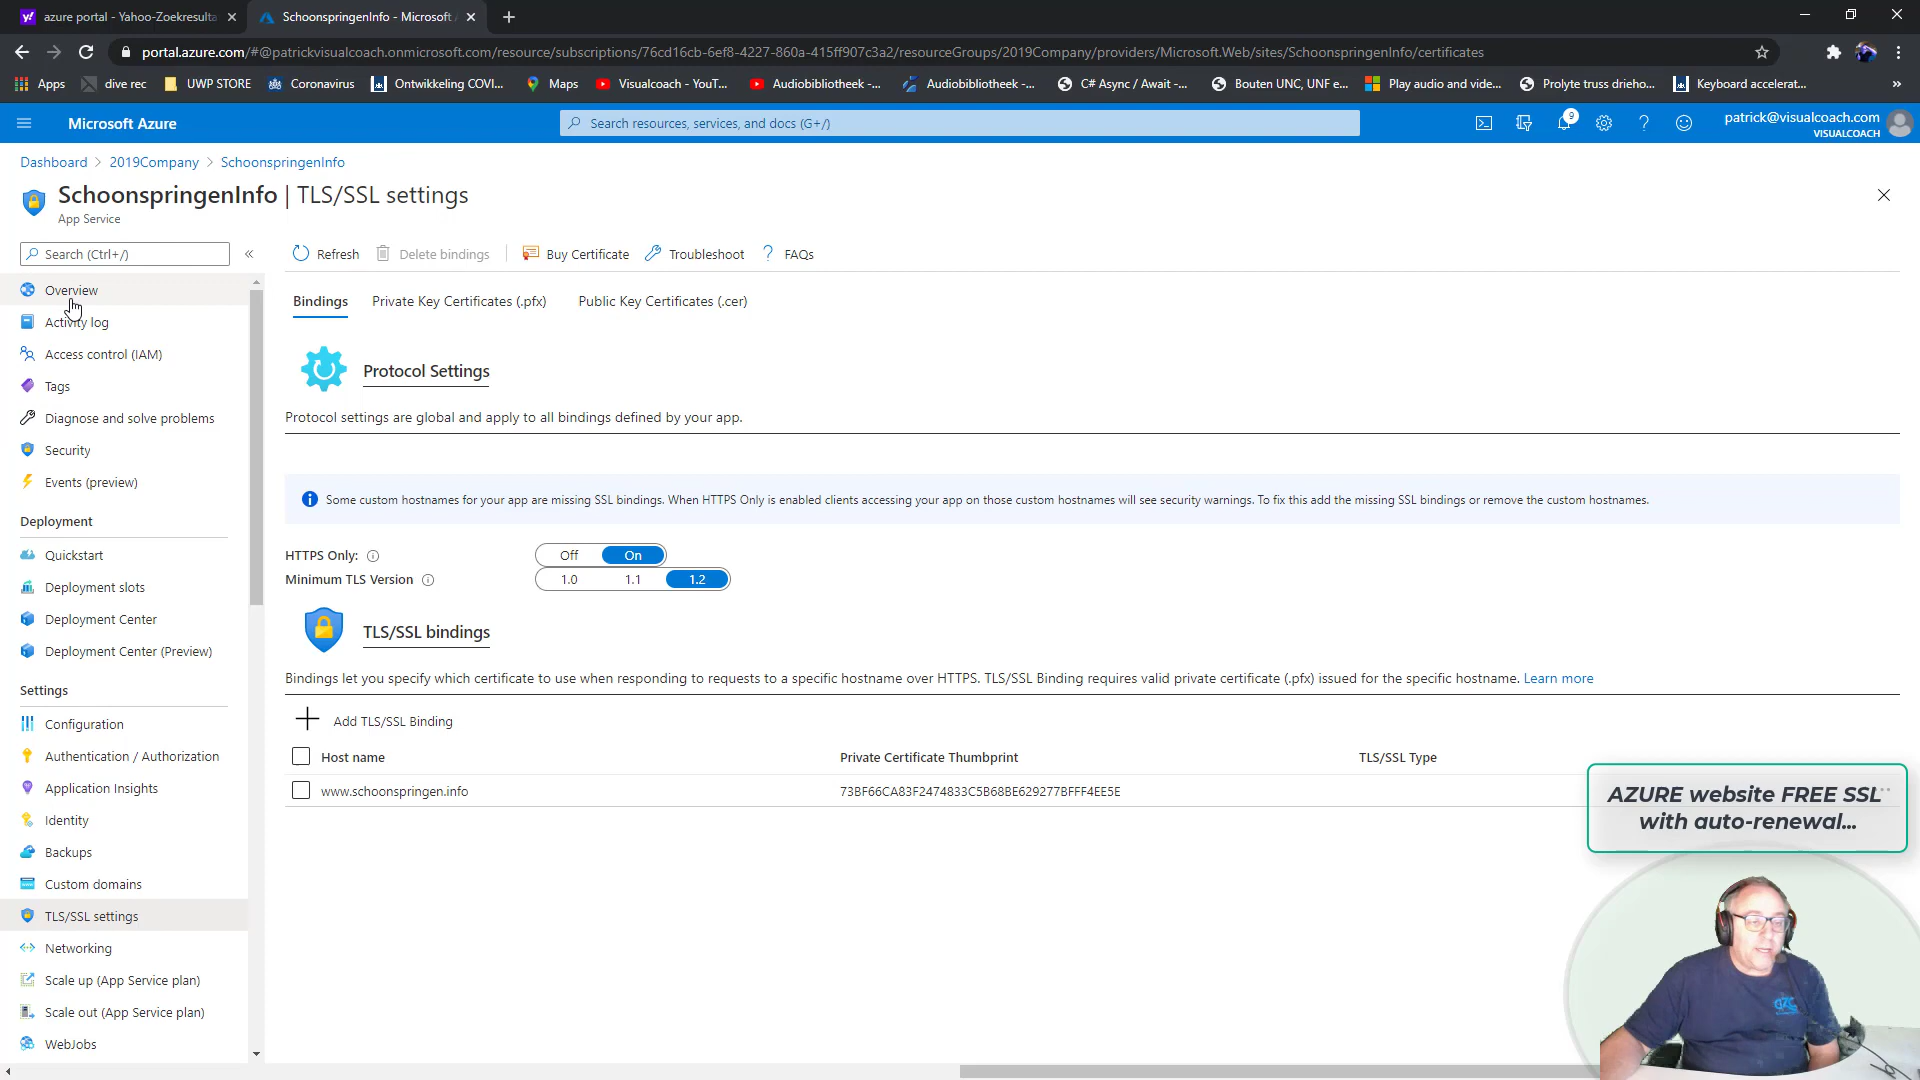 azure portal - Yahoo-Zoekresulta
SchoonspringenInfo - Microsoft
portal.azure.com/#@patrickvisualcoach.onmicrosoft.com/resource/subscriptions/76cd16cb-6ef8-4227-860a-415ff907c3a2/resourceGroups/2019Company/providers/Microsoft.Web/sites/SchoonspringenInfo/certificates
Apps dive rec UWP STORE Coronavirus Ontwikkeling COVI... Maps Visualcoach - YouT... Audiobibliotheek -... Audiobibliotheek -... C# Async / Await -... Bouten UNC, UNF e... Play audio and vide... Prolyte truss drieho... Keyboard accelerat... »
Microsoft Azure
Search resources, services, and docs (G+/)
9
patrick@visualcoach.com
VISUALCOACH
Dashboard > 2019Company > SchoonspringenInfo
SchoonspringenInfo | TLS/SSL settings
App Service
Search (Ctrl+/)
«
Overview
Activity log
Access control (IAM)
Tags
Diagnose and solve problems
Security
Events (preview)
Deployment
Quickstart
Deployment slots
Deployment Center
Deployment Center (Preview)
Settings
Configuration
Authentication / Authorization
Application Insights
Identity
Backups
Custom domains
TLS/SSL settings
Networking
Scale up (App Service plan)
Scale out (App Service plan)
WebJobs
Refresh Delete bindings Buy Certificate Troubleshoot ? FAQs
Bindings Private Key Certificates (.pfx) Public Key Certificates (.cer)
Protocol Settings
Protocol settings are global and apply to all bindings defined by your app.
Some custom hostnames for your app are missing SSL bindings. When HTTPS Only is enabled clients accessing your app on those custom hostnames will see security warnings. To fix this add the missing SSL bindings or remove the custom hostnames.
HTTPS Only: Off On
Minimum TLS Version 1.0 1.1 1.2
TLS/SSL bindings
Bindings let you specify which certificate to use when responding to requests to a specific hostname over HTTPS. TLS/SSL Binding requires valid private certificate (.pfx) issued for the specific hostname. Learn more
Add TLS/SSL Binding
Host name Private Certificate Thumbprint TLS/SSL Type
www.schoonspringen.info 73BF66CA83F2474833C5B68BE629277BFFF4EE5E
AZURE website FREE SSL
with auto-renewal...